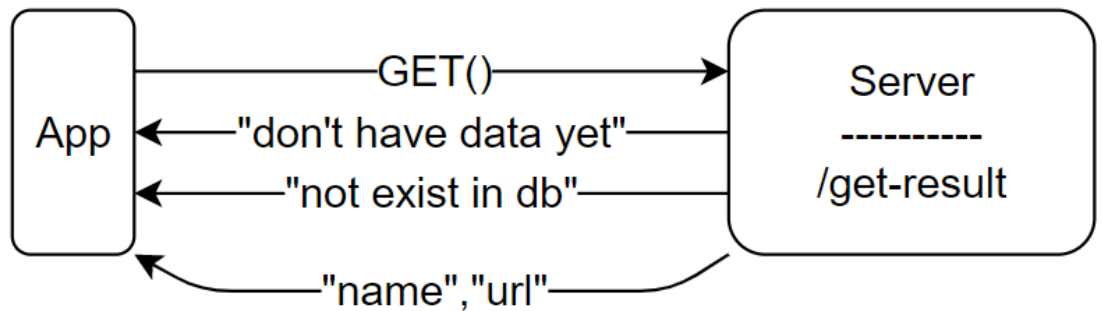 GET()
Server
App
"don't have data yet"
----------
"not exist in db"
/get-result
"name","url"